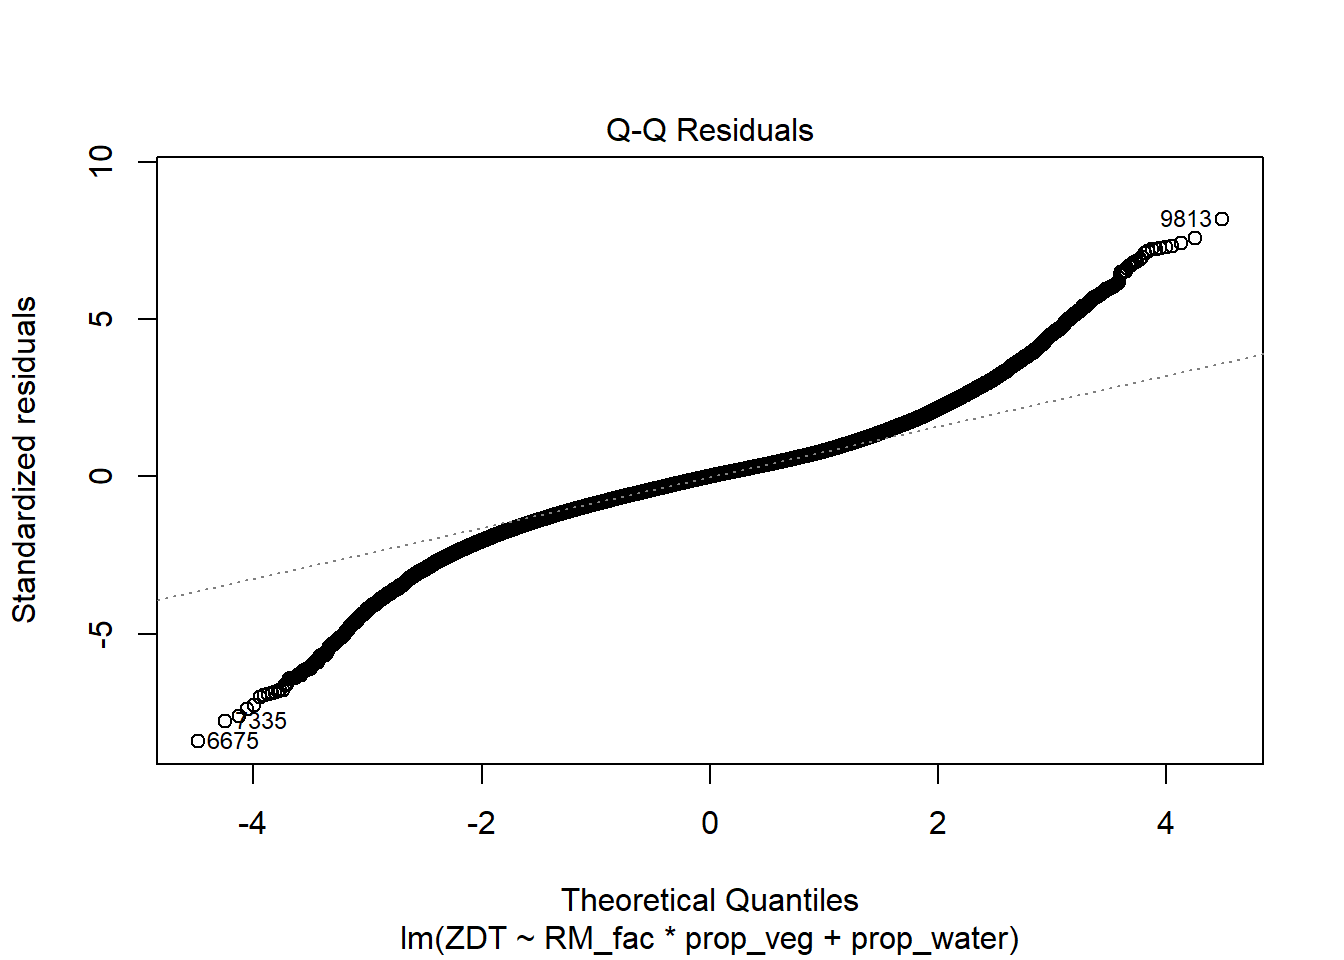 Q-Q Residuals
Standardized residuals
10
5
0
-5
9813
7335
6675
-4 -2 0 2 4
Theoretical Quantiles
lm(ZDT ~ RM_fac * prop_veg + prop_water)